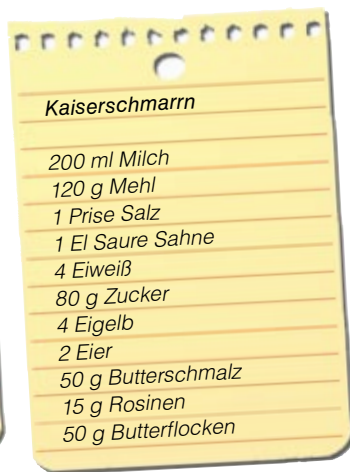 Kaiserschmarrn
200 ml Milch
120 g Mehl
1 Prise Salz
1 El Saure Sahne
4 Eiweiß
80 g Zucker
4 Eigelb
2 Eier
50 g Butterschmalz
15 g Rosinen
50 g Butterflocken